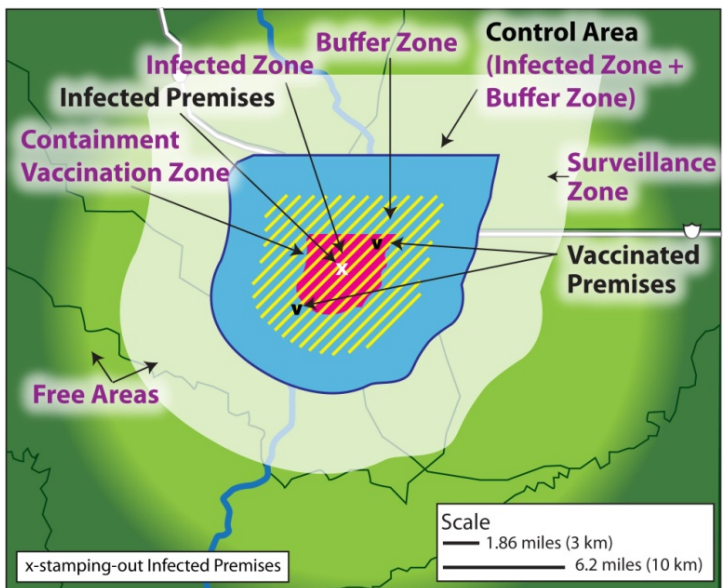 Buffer Zone
Control Area
(Infected Zone +
Buffer Zone)
Infected Zone
Infected Premises
Containment
Vaccination Zone
Surveillance
Zone
v
x
v
Vaccinated
Premises
Free Areas
Scale
1.86 miles (3 km)
6.2 miles (10 km)
x-stamping-out Infected Premises